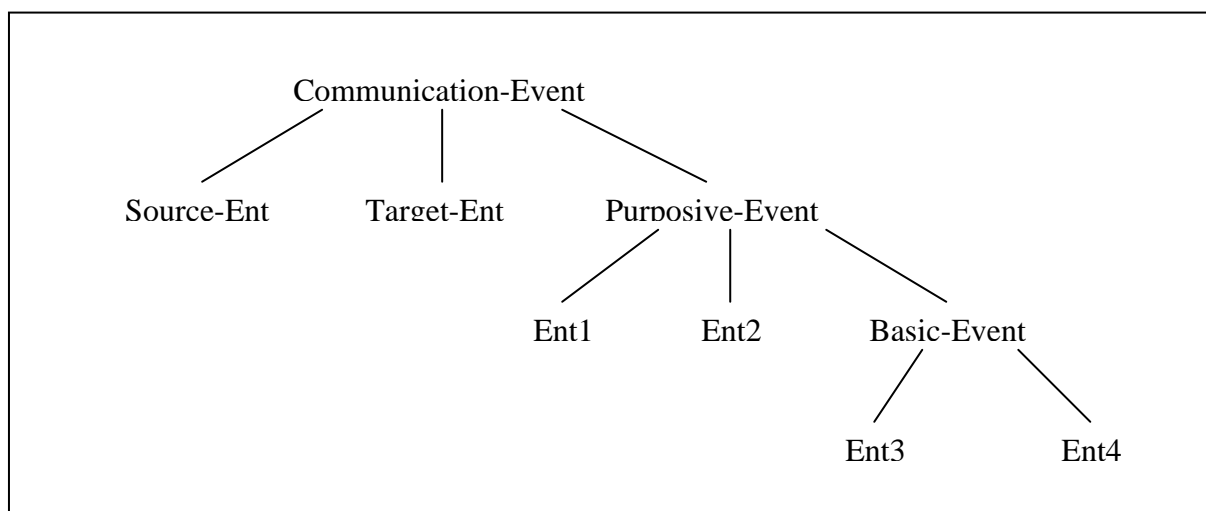 Communication-Event
Source-Ent Target-Ent Purposive-Event
Ent1 Ent2 Basic-Event
Ent3 Ent4